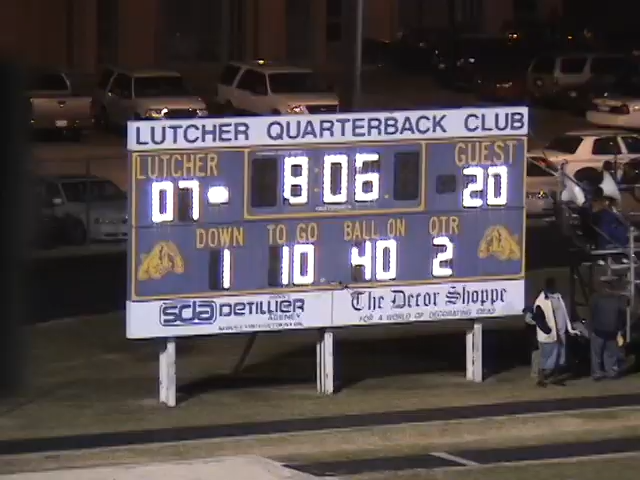 LUTCHER QUARTERBACK CLUB
LUTCHER GUEST
07 8:06 20
DOWN TO GO BALL ON QTR
1 10 40 2
sda DETILLIER The Decor Shoppe
AGENCY FOR A WORLD OF DECORATING IDEAS